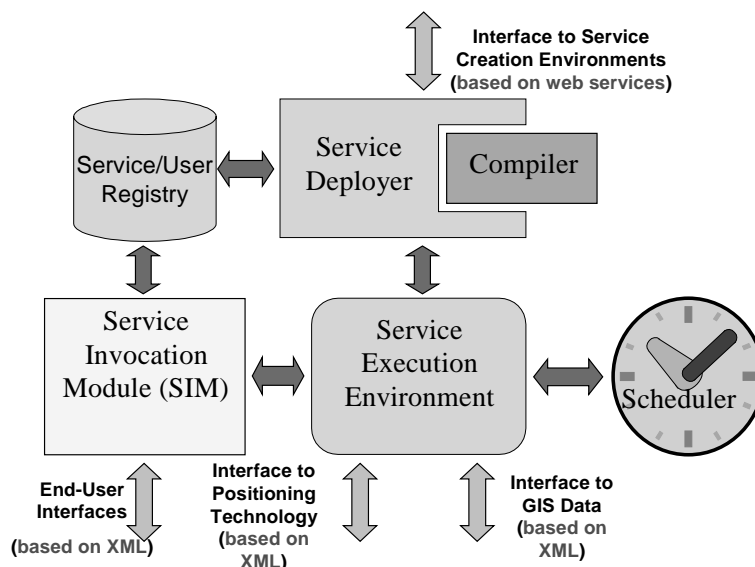 Interface to Service
Creation Environments
(based on web services)
Service/User
Registry
Service
Deployer
Compiler
Service
Invocation
Module (SIM)
Service
Execution
Environment
Scheduler
End-User
Interfaces
(based on XML)
Interface to
Positioning
Technology
(based on
XML)
Interface to
GIS Data
(based on
XML)